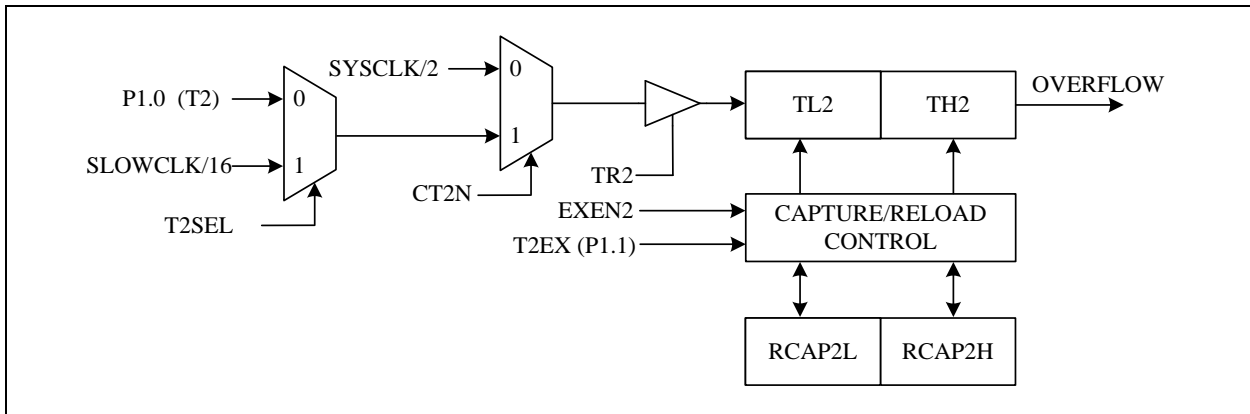 SYSCLK/2
0
OVERFLOW
P1.0 (T2)
0
TL2
TH2
1
SLOWCLK/16
1
TR2
CT2N
EXEN2
CAPTURE/RELOAD
CONTROL
T2SEL
T2EX (P1.1)
RCAP2L
RCAP2H